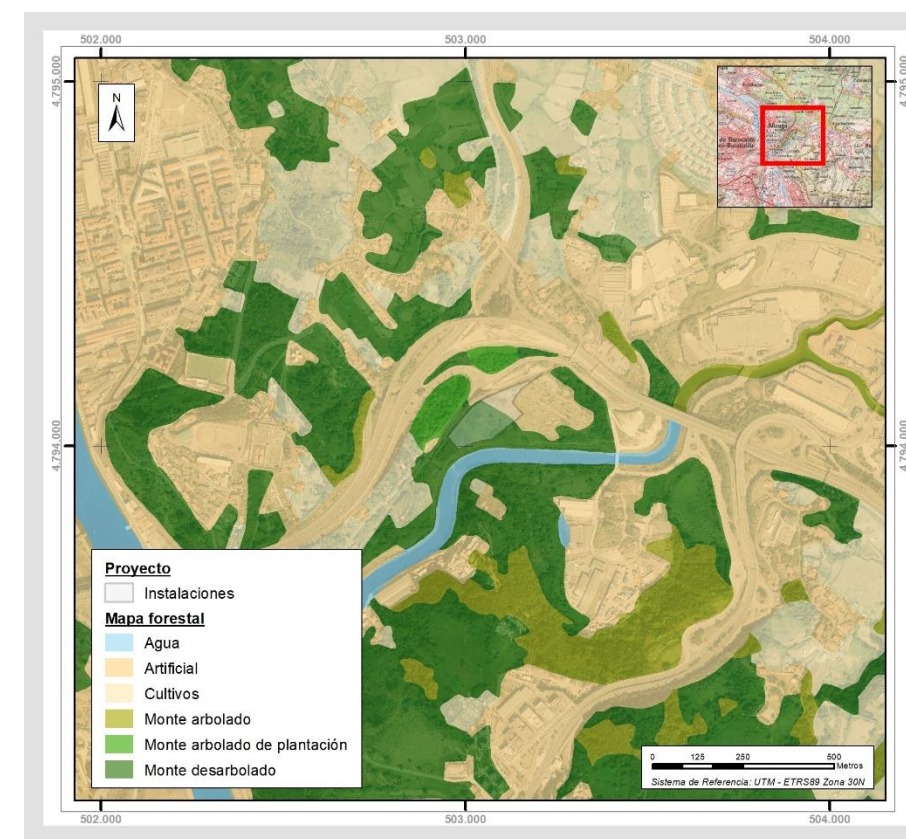 502.000 503.000 504.000
4.795.000 4.795.000
N
4.794.000 4.794.000
Proyecto
Instalaciones
Mapa forestal
Agua
Artificial
Cultivos
Monte arbolado
Monte arbolado de plantación
Monte desarbolado
0 125 250 500
Metros
Sistema de Referencia: UTM - ETRS89 Zona 30N
502.000 503.000 504.000